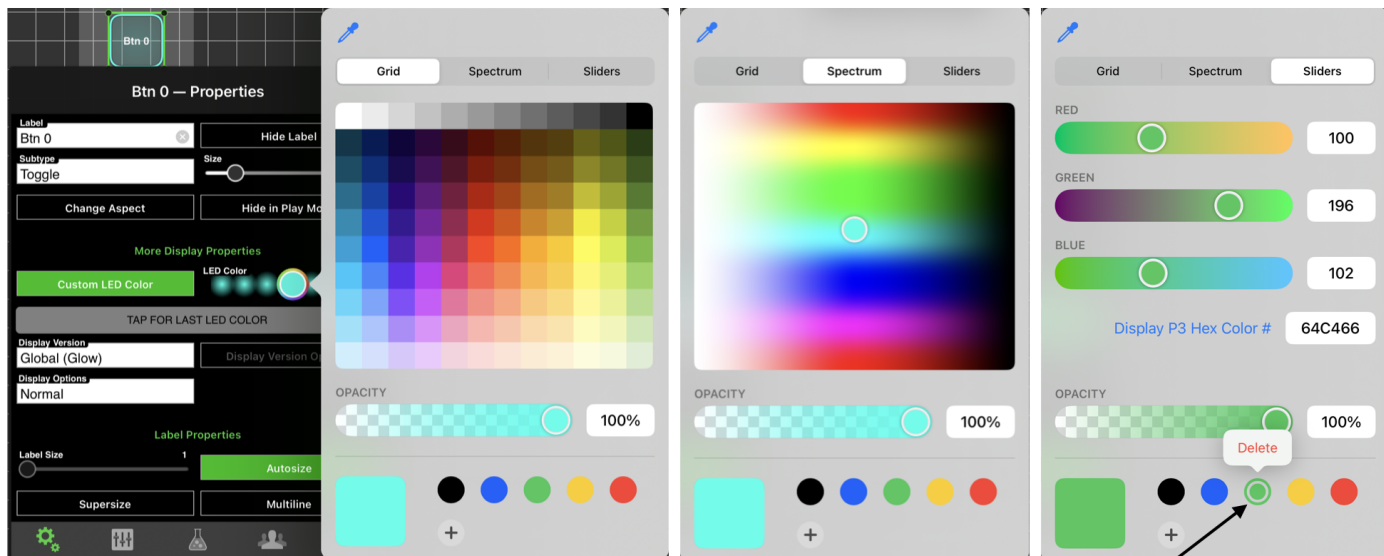 Btn 0
Btn 0 — Properties
Label
Btn 0
Hide Label
Subtype
Toggle
Size
Change Aspect
Hide in Play Mo
More Display Properties
Custom LED Color
LED Color
TAP FOR LAST LED COLOR
Display Version
Global (Glow)
Display Version Op
Display Options
Normal
Label Properties
Label Size
1
Autosize
Supersize
Multiline
Grid
Spectrum
Sliders
OPACITY
100%
+
Grid
Spectrum
Sliders
OPACITY
100%
+
Grid
Spectrum
Sliders
RED
100
GREEN
196
BLUE
102
Display P3 Hex Color #
64C466
OPACITY
100%
Delete
+